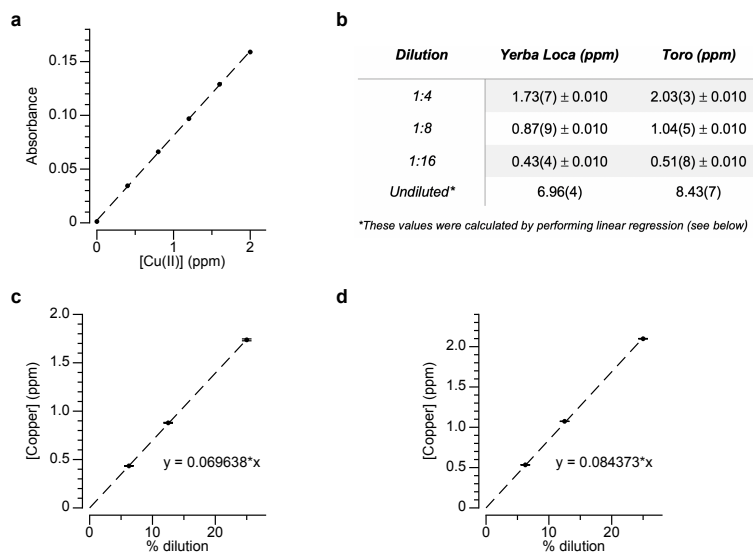 a
0.15
0.10
0.05
0
Absorbance
0
1
2
[Cu(II)] (ppm)
b
Dilution Yerba Loca (ppm) Toro (ppm)
1:4 1.73(7) ± 0.010 2.03(3) ± 0.010
1:8 0.87(9) ± 0.010 1.04(5) ± 0.010
1:16 0.43(4) ± 0.010 0.51(8) ± 0.010
Undiluted* 6.96(4) 8.43(7)
*These values were calculated by performing linear regression (see below)
c
2.0
1.5
1.0
0.5
0
[Copper] (ppm)
y = 0.069638*x
0 10 20
% dilution
d
2.0
1.5
1.0
0.5
0
[Copper] (ppm)
y = 0.084373*x
0 10 20
% dilution